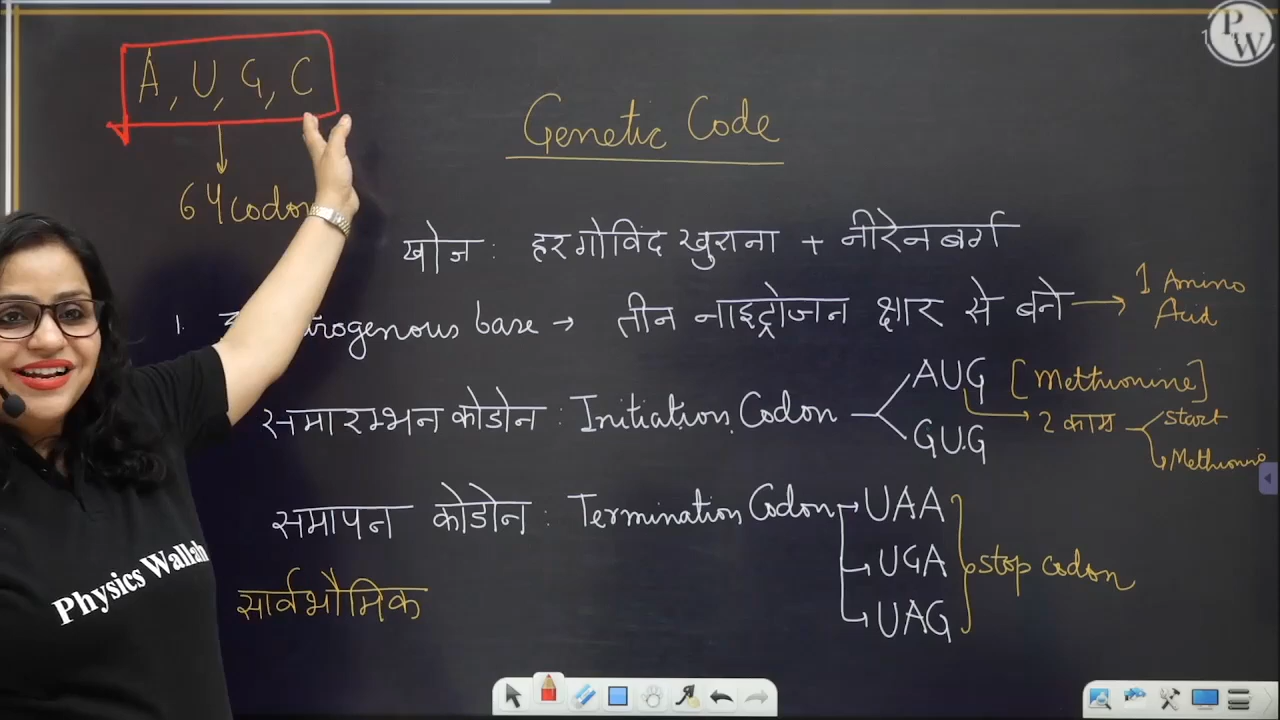 A, U, G, C
64 codon
Genetic Code
खोज : हरगोविंद खुराना + नीरेनबर्ग
1. base → तीन नाइट्रोजन क्षार से बने → 1 Amino Acid
समारम्भन कोडोन : Initiation Codon
AUG [Methionine]
2 काम
start
Methionine
GUG
समापन कोडोन : Termination Codon
UAA
UGA
UAG
stop codon
सार्वभौमिक
Physics Wallah
PW